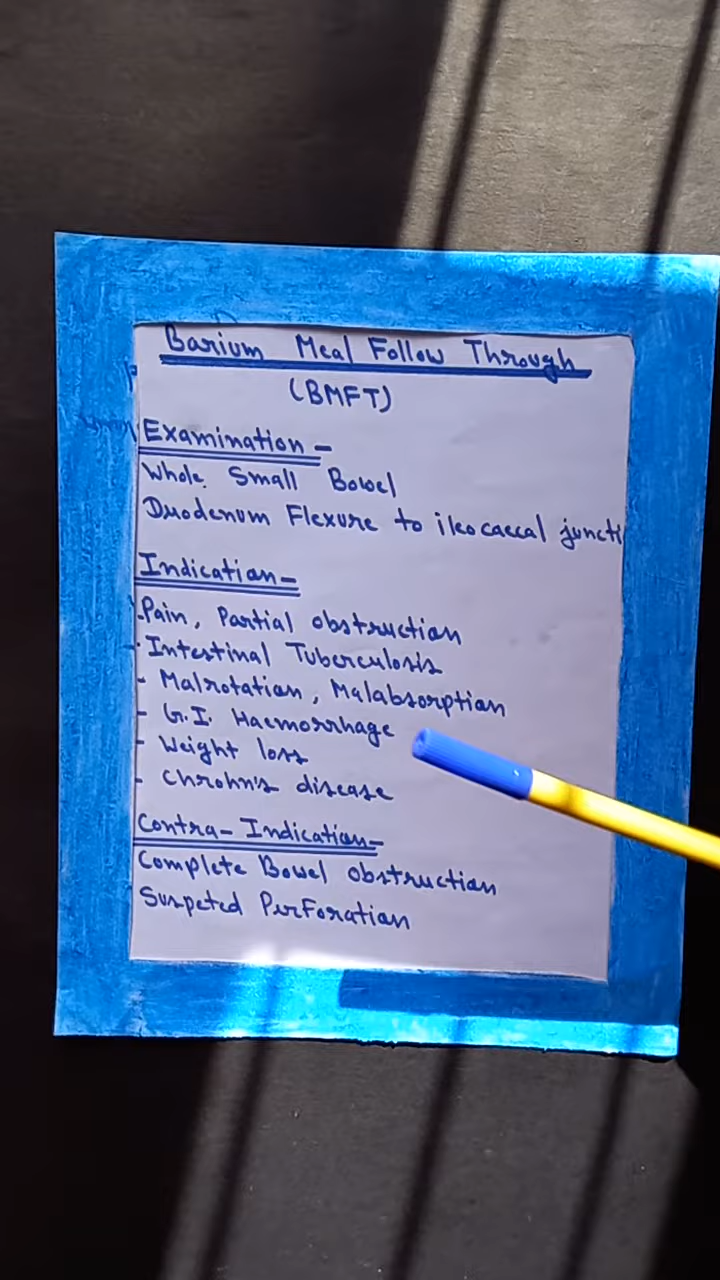 Barium Meal Follow Through
(BMFT)
Examination -
Whole Small Bowel
Duodenum Flexure to ileocaecal juncti
Indication -
- Pain, Partial obstruction
- Intestinal Tuberculosis
- Malrotation, Malabsorption
- G.I. Haemorrhage
- Weight loss
- Chrohn's disease
Contra-Indication -
Complete Bowel obstruction
Suspeted Perforation